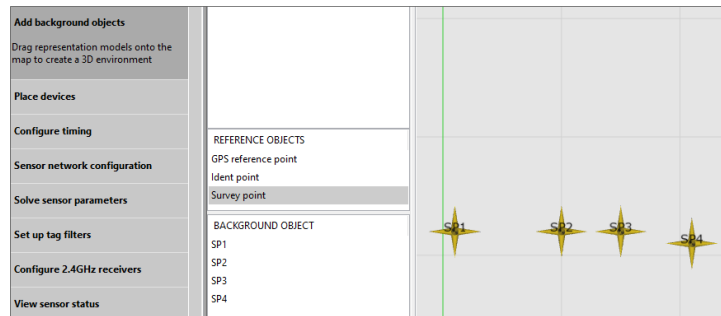 Add background objects
Drag representation models onto the
map to create a 3D environment
Place devices
Configure timing
Sensor network configuration
Solve sensor parameters
Set up tag filters
Configure 2.4GHz receivers
View sensor status
REFERENCE OBJECTS
GPS reference point
Ident point
Survey point
BACKGROUND OBJECT
SP1
SP2
SP3
SP4
SP1
SP2
SP3
SP4